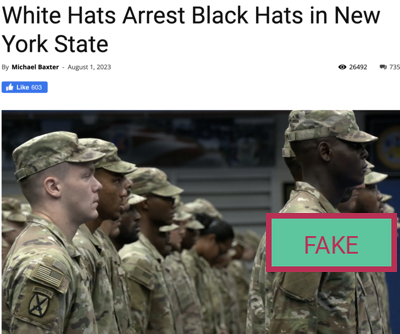 White Hats Arrest Black Hats in New
York State
By Michael Baxter - August 1, 2023 26492 735
Like 603
FAKE